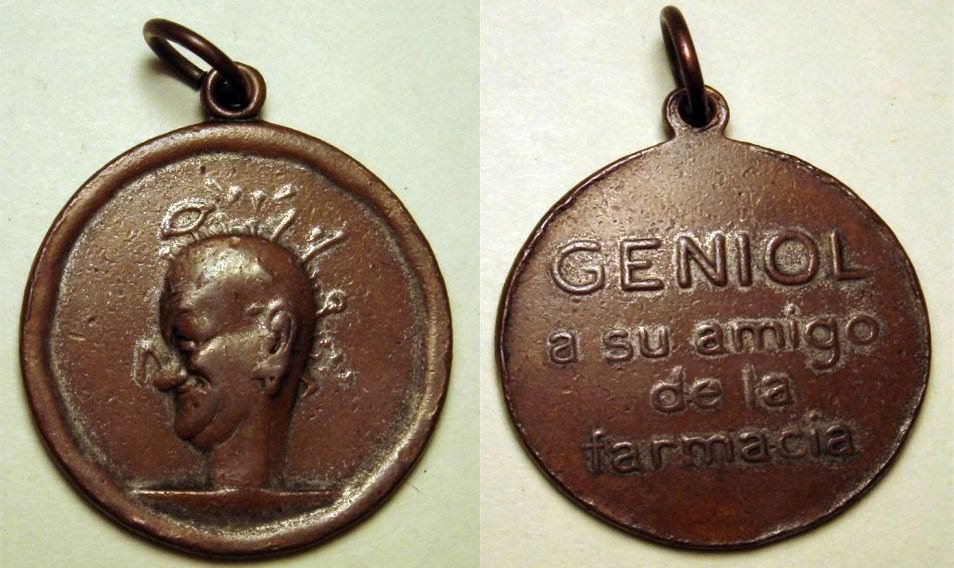 GENIOL
a su amigo
de la
farmacia